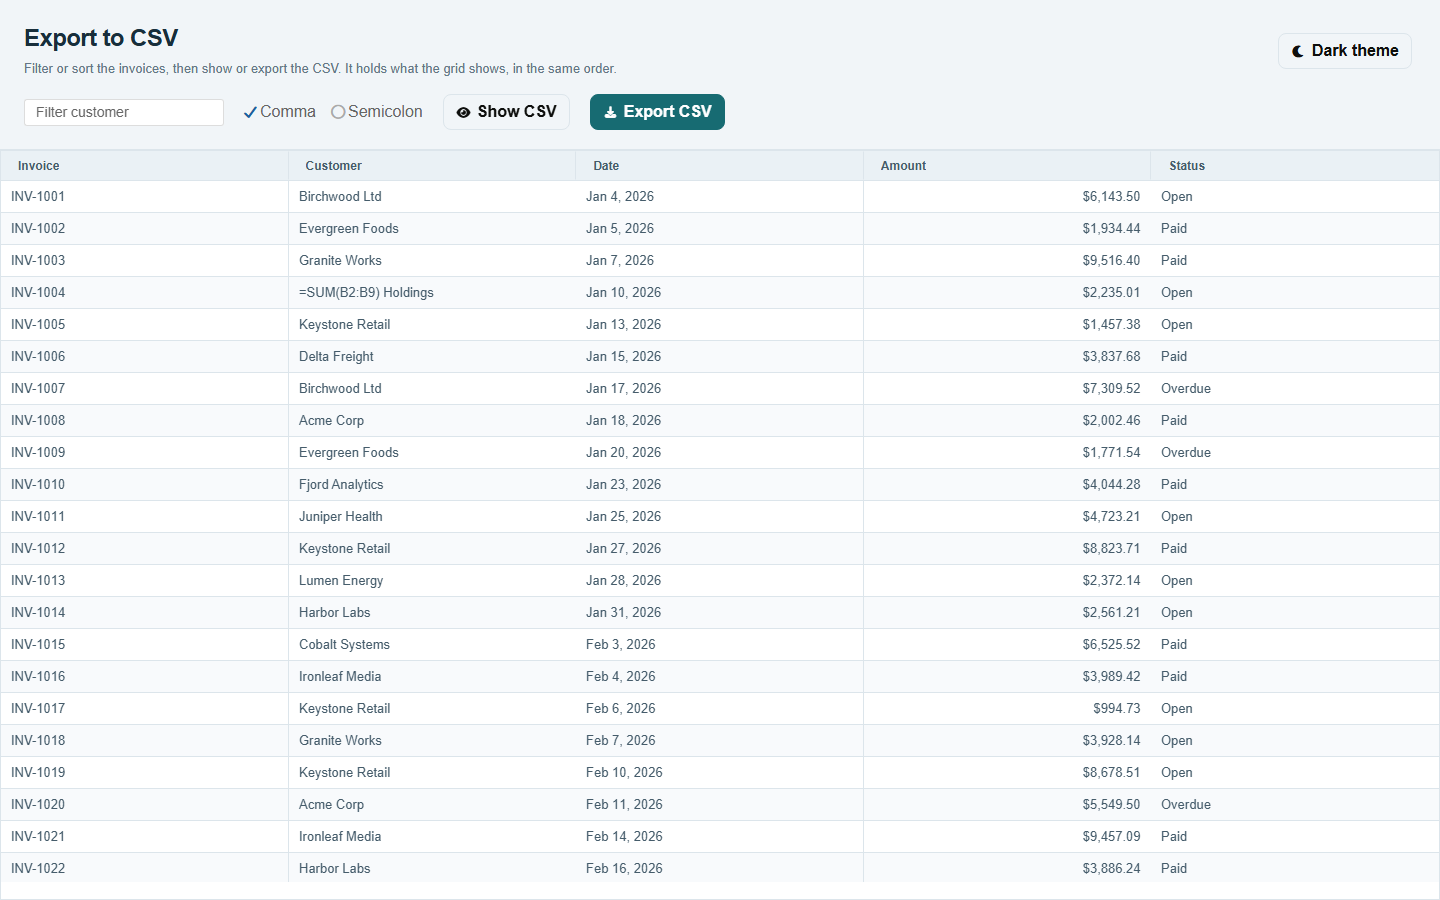 Export to CSV
Filter or sort the invoices, then show or export the CSV. It holds what the grid shows, in the same order.
Dark theme
Filter customer Comma Semicolon Show CSV Export CSV
Invoice Customer Date Amount Status
INV-1001 Birchwood Ltd Jan 4, 2026 $6,143.50 Open
INV-1002 Evergreen Foods Jan 5, 2026 $1,934.44 Paid
INV-1003 Granite Works Jan 7, 2026 $9,516.40 Paid
INV-1004 =SUM(B2:B9) Holdings Jan 10, 2026 $2,235.01 Open
INV-1005 Keystone Retail Jan 13, 2026 $1,457.38 Open
INV-1006 Delta Freight Jan 15, 2026 $3,837.68 Paid
INV-1007 Birchwood Ltd Jan 17, 2026 $7,309.52 Overdue
INV-1008 Acme Corp Jan 18, 2026 $2,002.46 Paid
INV-1009 Evergreen Foods Jan 20, 2026 $1,771.54 Overdue
INV-1010 Fjord Analytics Jan 23, 2026 $4,044.28 Paid
INV-1011 Juniper Health Jan 25, 2026 $4,723.21 Open
INV-1012 Keystone Retail Jan 27, 2026 $8,823.71 Paid
INV-1013 Lumen Energy Jan 28, 2026 $2,372.14 Open
INV-1014 Harbor Labs Jan 31, 2026 $2,561.21 Open
INV-1015 Cobalt Systems Feb 3, 2026 $6,525.52 Paid
INV-1016 Ironleaf Media Feb 4, 2026 $3,989.42 Paid
INV-1017 Keystone Retail Feb 6, 2026 $994.73 Open
INV-1018 Granite Works Feb 7, 2026 $3,928.14 Open
INV-1019 Keystone Retail Feb 10, 2026 $8,678.51 Open
INV-1020 Acme Corp Feb 11, 2026 $5,549.50 Overdue
INV-1021 Ironleaf Media Feb 14, 2026 $9,457.09 Paid
INV-1022 Harbor Labs Feb 16, 2026 $3,886.24 Paid